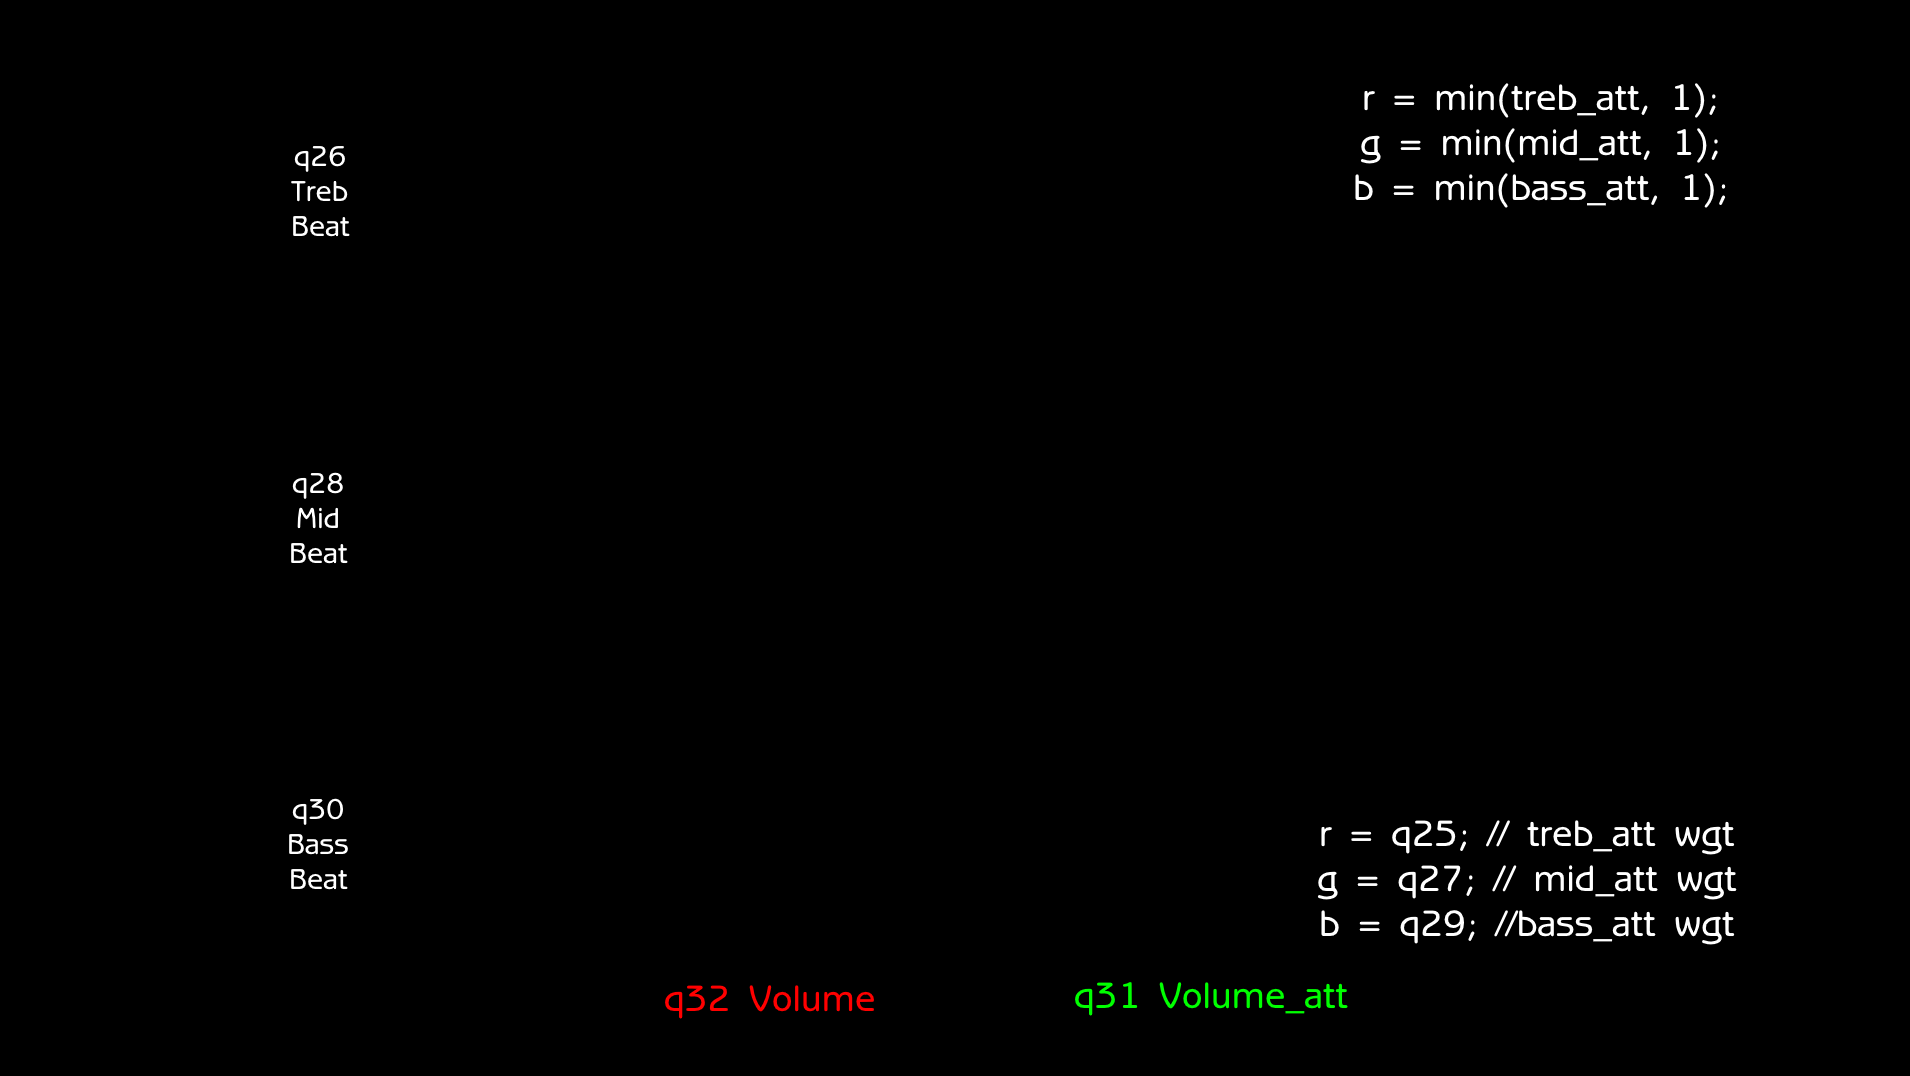 r = min(treb_att, 1);
g = min(mid_att, 1);
b = min(bass_att, 1);
q26
Treb
Beat
q28
Mid
Beat
q30
Bass
Beat
r = q25; // treb_att wgt
g = q27; // mid_att wgt
b = q29; //bass_att wgt
q32 Volume
q31 Volume_att